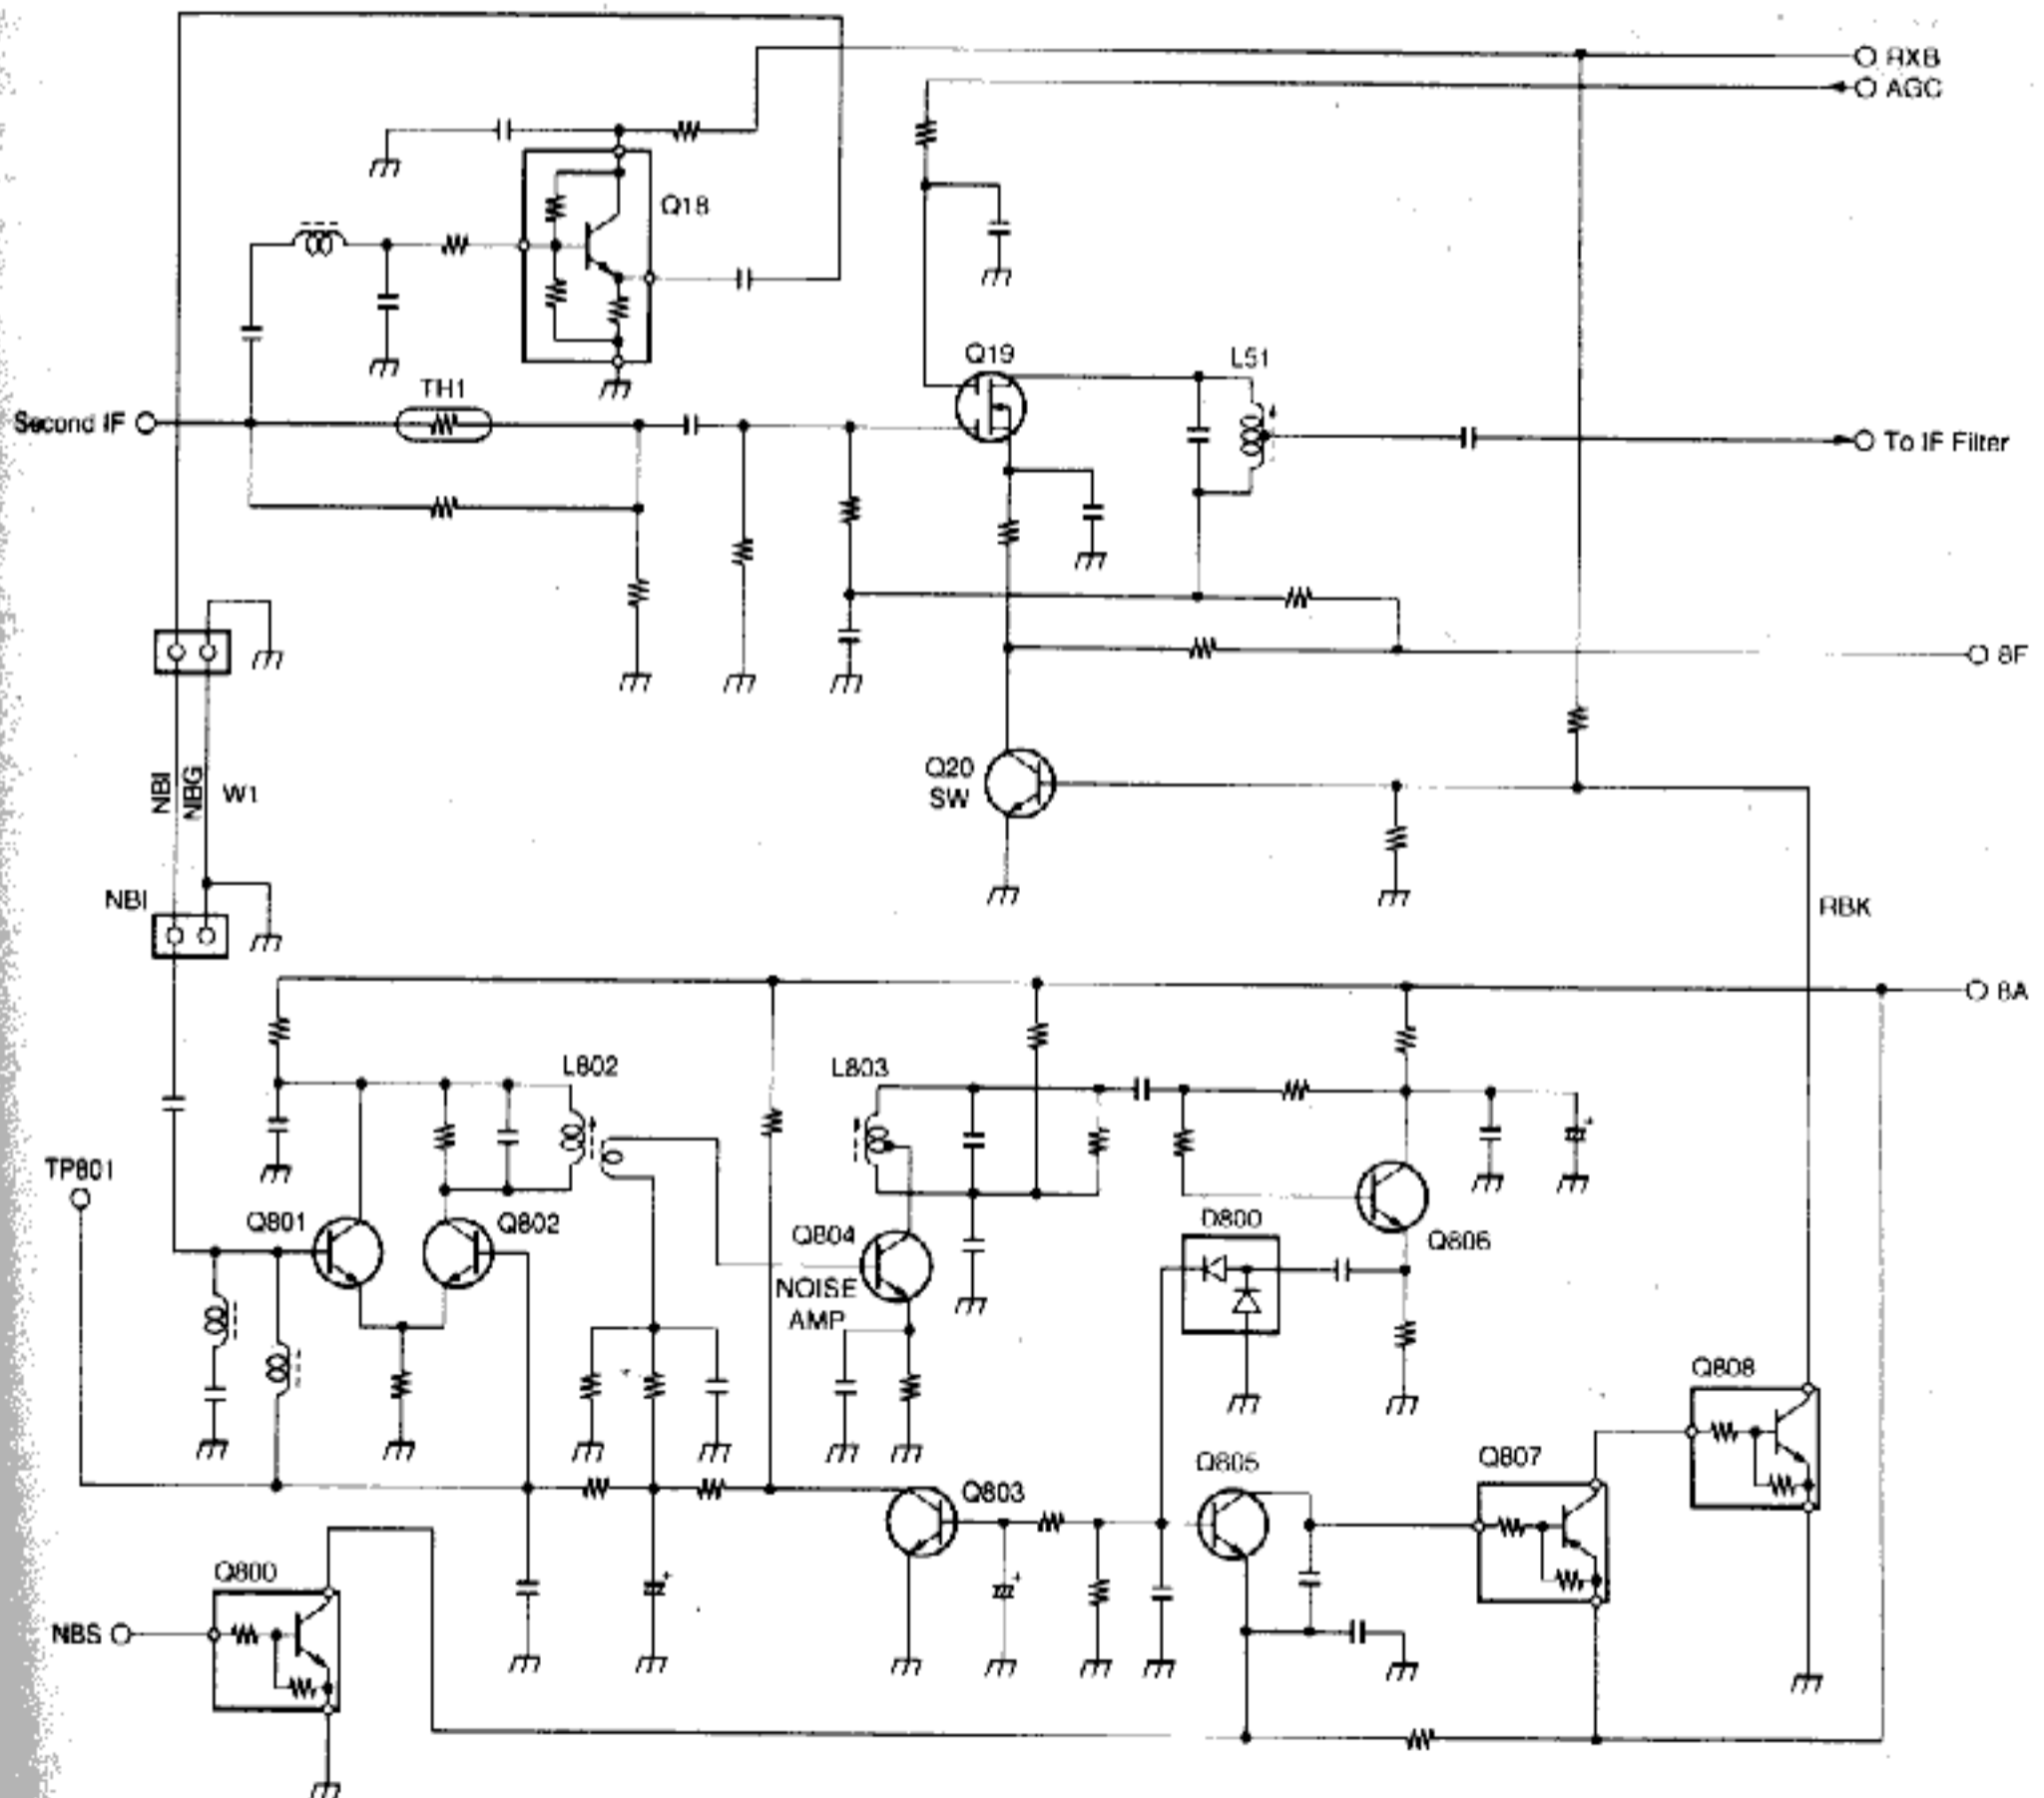 RXB
AGC
Q18
Q19
L51
TH1
Second IF
To IF Filter
8F
Q20
SW
NBI
NBG
W1
NBI
RBK
8A
L802
L803
TP801
Q801
Q802
Q804
D800
Q806
NOISE
AMP
Q808
Q807
Q805
Q803
Q800
NBS